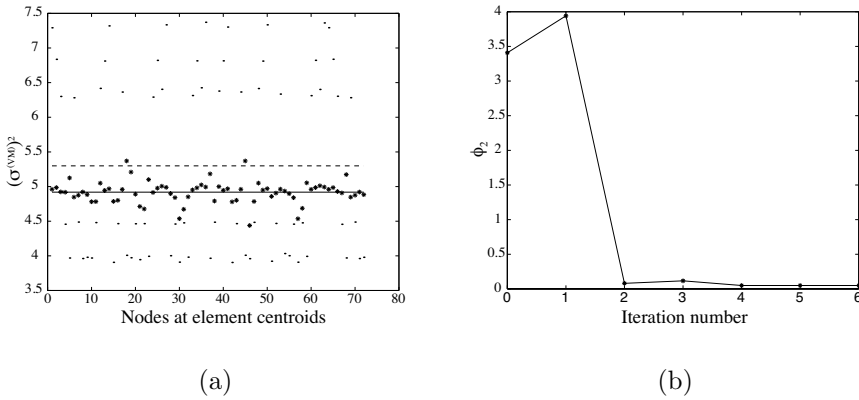 7.5
7
6.5
6
5.5
5
4.5
4
3.5
(σ(VM))2
0 10 20 30 40 50 60 70 80
Nodes at element centroids
(a)
4
3.5
3
2.5
2
1.5
1
0.5
0
ϕ2
0 1 2 3 4 5 6
Iteration number
(b)